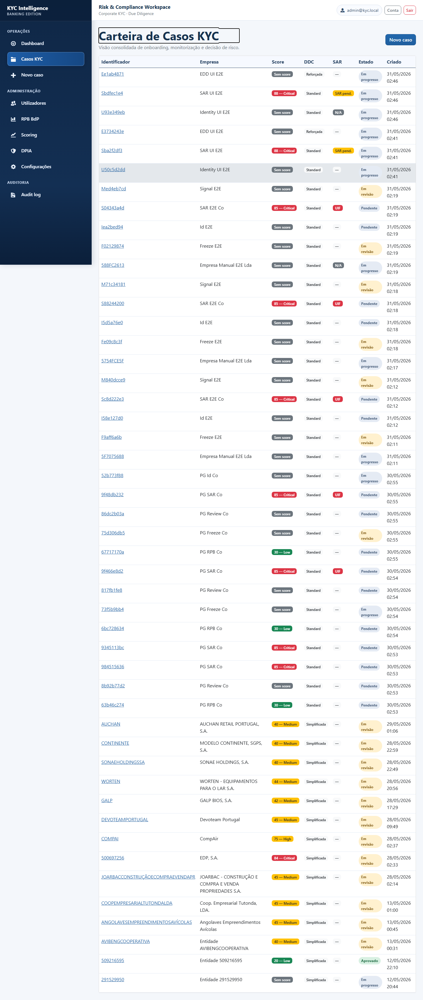 KYC Intelligence
BANKING EDITION
OPERAÇÕES
Dashboard
Casos KYC
Novo caso
ADMINISTRAÇÃO
Utilizadores
RPB BdP
Scoring
DPIA
Configurações
AUDITORIA
Audit log
Risk & Compliance Workspace
Corporate KYC · Due Diligence
admin@kyc.local Conta Sair
Carteira de Casos KYC
Visão consolidada de onboarding, monitorização e decisão de risco.
Novo caso
Identificador Empresa Score DDC SAR Estado Criado
Ee1ab4871 EDD UI E2E Sem score Reforçada — Em progresso 31/05/2026 02:46
Sbdfec1e4 SAR UI E2E 88 — Critical Standard SAR pend. Em progresso 31/05/2026 02:46
U93e349eb Identity UI E2E Sem score Standard N/A Em progresso 31/05/2026 02:46
E3734243e EDD UI E2E Sem score Reforçada — Em progresso 31/05/2026 02:41
Sba2f2df3 SAR UI E2E 88 — Critical Standard SAR pend. Em progresso 31/05/2026 02:41
U50c5d2dd Identity UI E2E Sem score Standard — Em progresso 31/05/2026 02:41
Med4eb7cd Signal E2E Sem score Standard — Em revisão 31/05/2026 02:19
S04343a4d SAR E2E Co 85 — Critical Standard UIF Pendente 31/05/2026 02:19
Iea2bed94 Id E2E Sem score Standard — Pendente 31/05/2026 02:19
F02129874 Freeze E2E Sem score Standard — Em revisão 31/05/2026 02:19
588FC2613 Empresa Manual E2E Lda Sem score Standard N/A Em progresso 31/05/2026 02:19
M71c34181 Signal E2E Sem score Standard — Em revisão 31/05/2026 02:18
S88244200 SAR E2E Co 85 — Critical Standard UIF Pendente 31/05/2026 02:18
I5d5a76e0 Id E2E Sem score Standard — Pendente 31/05/2026 02:18
Fe09c8c3f Freeze E2E Sem score Standard — Em revisão 31/05/2026 02:18
5754FCE5F Empresa Manual E2E Lda Sem score Standard — Em progresso 31/05/2026 02:17
M840dcce9 Signal E2E Sem score Standard — Em revisão 31/05/2026 02:12
Sc8d222e3 SAR E2E Co 85 — Critical Standard UIF Pendente 31/05/2026 02:12
I58e127d0 Id E2E Sem score Standard — Pendente 31/05/2026 02:12
F9aff6a6b Freeze E2E Sem score Standard — Em revisão 31/05/2026 02:11
5F7075688 Empresa Manual E2E Lda Sem score Standard — Em progresso 31/05/2026 02:11
52b773f88 PG Id Co Sem score Standard — Em progresso 30/05/2026 02:55
9f48db232 PG SAR Co 85 — Critical Standard UIF Pendente 30/05/2026 02:55
86dc2b03a PG Review Co Sem score Standard — Pendente 30/05/2026 02:55
75d306db5 PG Freeze Co Sem score Standard — Em revisão 30/05/2026 02:55
67717170a PG RPB Co 30 — Low Standard — Pendente 30/05/2026 02:55
9f466e8d2 PG SAR Co 85 — Critical Standard UIF Pendente 30/05/2026 02:54
817fb1fe8 PG Review Co Sem score Standard — Pendente 30/05/2026 02:54
73f5b9bb4 PG Freeze Co Sem score Standard — Em progresso 30/05/2026 02:54
6bc728634 PG RPB Co 30 — Low Standard — Pendente 30/05/2026 02:54
9345113bc PG SAR Co 85 — Critical Standard — Pendente 30/05/2026 02:53
984515636 PG SAR Co 85 — Critical Standard — Pendente 30/05/2026 02:53
8b92b77d2 PG Review Co Sem score Standard — Pendente 30/05/2026 02:53
63b46c274 PG RPB Co 30 — Low Standard — Pendente 30/05/2026 02:53
AUCHAN AUCHAN RETAIL PORTUGAL, S.A. 40 — Medium Simplificada — Em revisão 29/05/2026 01:06
CONTINENTE MODELO CONTINENTE, SGPS, S.A. 40 — Medium Simplificada — Em revisão 28/05/2026 22:59
SONAEHOLDINGSSA SONAE HOLDINGS, S.A. 40 — Medium Simplificada — Em revisão 28/05/2026 22:49
WORTEN WORTEN - EQUIPAMENTOS PARA O LAR S.A. 44 — Medium Simplificada — Em revisão 28/05/2026 20:56
GALP GALP BIOS, S.A. 42 — Medium Simplificada — Em revisão 28/05/2026 17:29
DEVOTEAMPORTUGAL Devoteam Portugal 45 — Medium Simplificada — Em revisão 28/05/2026 09:49
COMPAI CompAir 75 — High Simplificada — Em revisão 28/05/2026 02:37
500697256 EDP, S.A. 84 — Critical Simplificada — Em revisão 28/05/2026 02:33
JOARBACCONSTRUÇÃOECOMPRAEVENDAPR JOARBAC - CONSTRUÇÃO E COMPRA E VENDA PROPRIEDADES S.A. 45 — Medium Simplificada — Em revisão 28/05/2026 02:14
COOPEMPRESARIALTUTONDALDA Coop. Empresarial Tutonda, LDA. 45 — Medium Simplificada — Em revisão 13/05/2026 01:00
ANGOLAVESEMPREENDIMENTOSAVÍCOLAS Angolaves Empreendimentos Avícolas 45 — Medium Simplificada — Em revisão 13/05/2026 00:45
AVIBENGCOOPERATIVA Entidade AVIBENGCOOPERATIVA 40 — Medium Simplificada — Em revisão 13/05/2026 00:31
509216595 Entidade 509216595 20 — Low Simplificada — Aprovado 12/05/2026 22:10
291529950 Entidade 291529950 Sem score Simplificada — Em progresso 12/05/2026 20:44